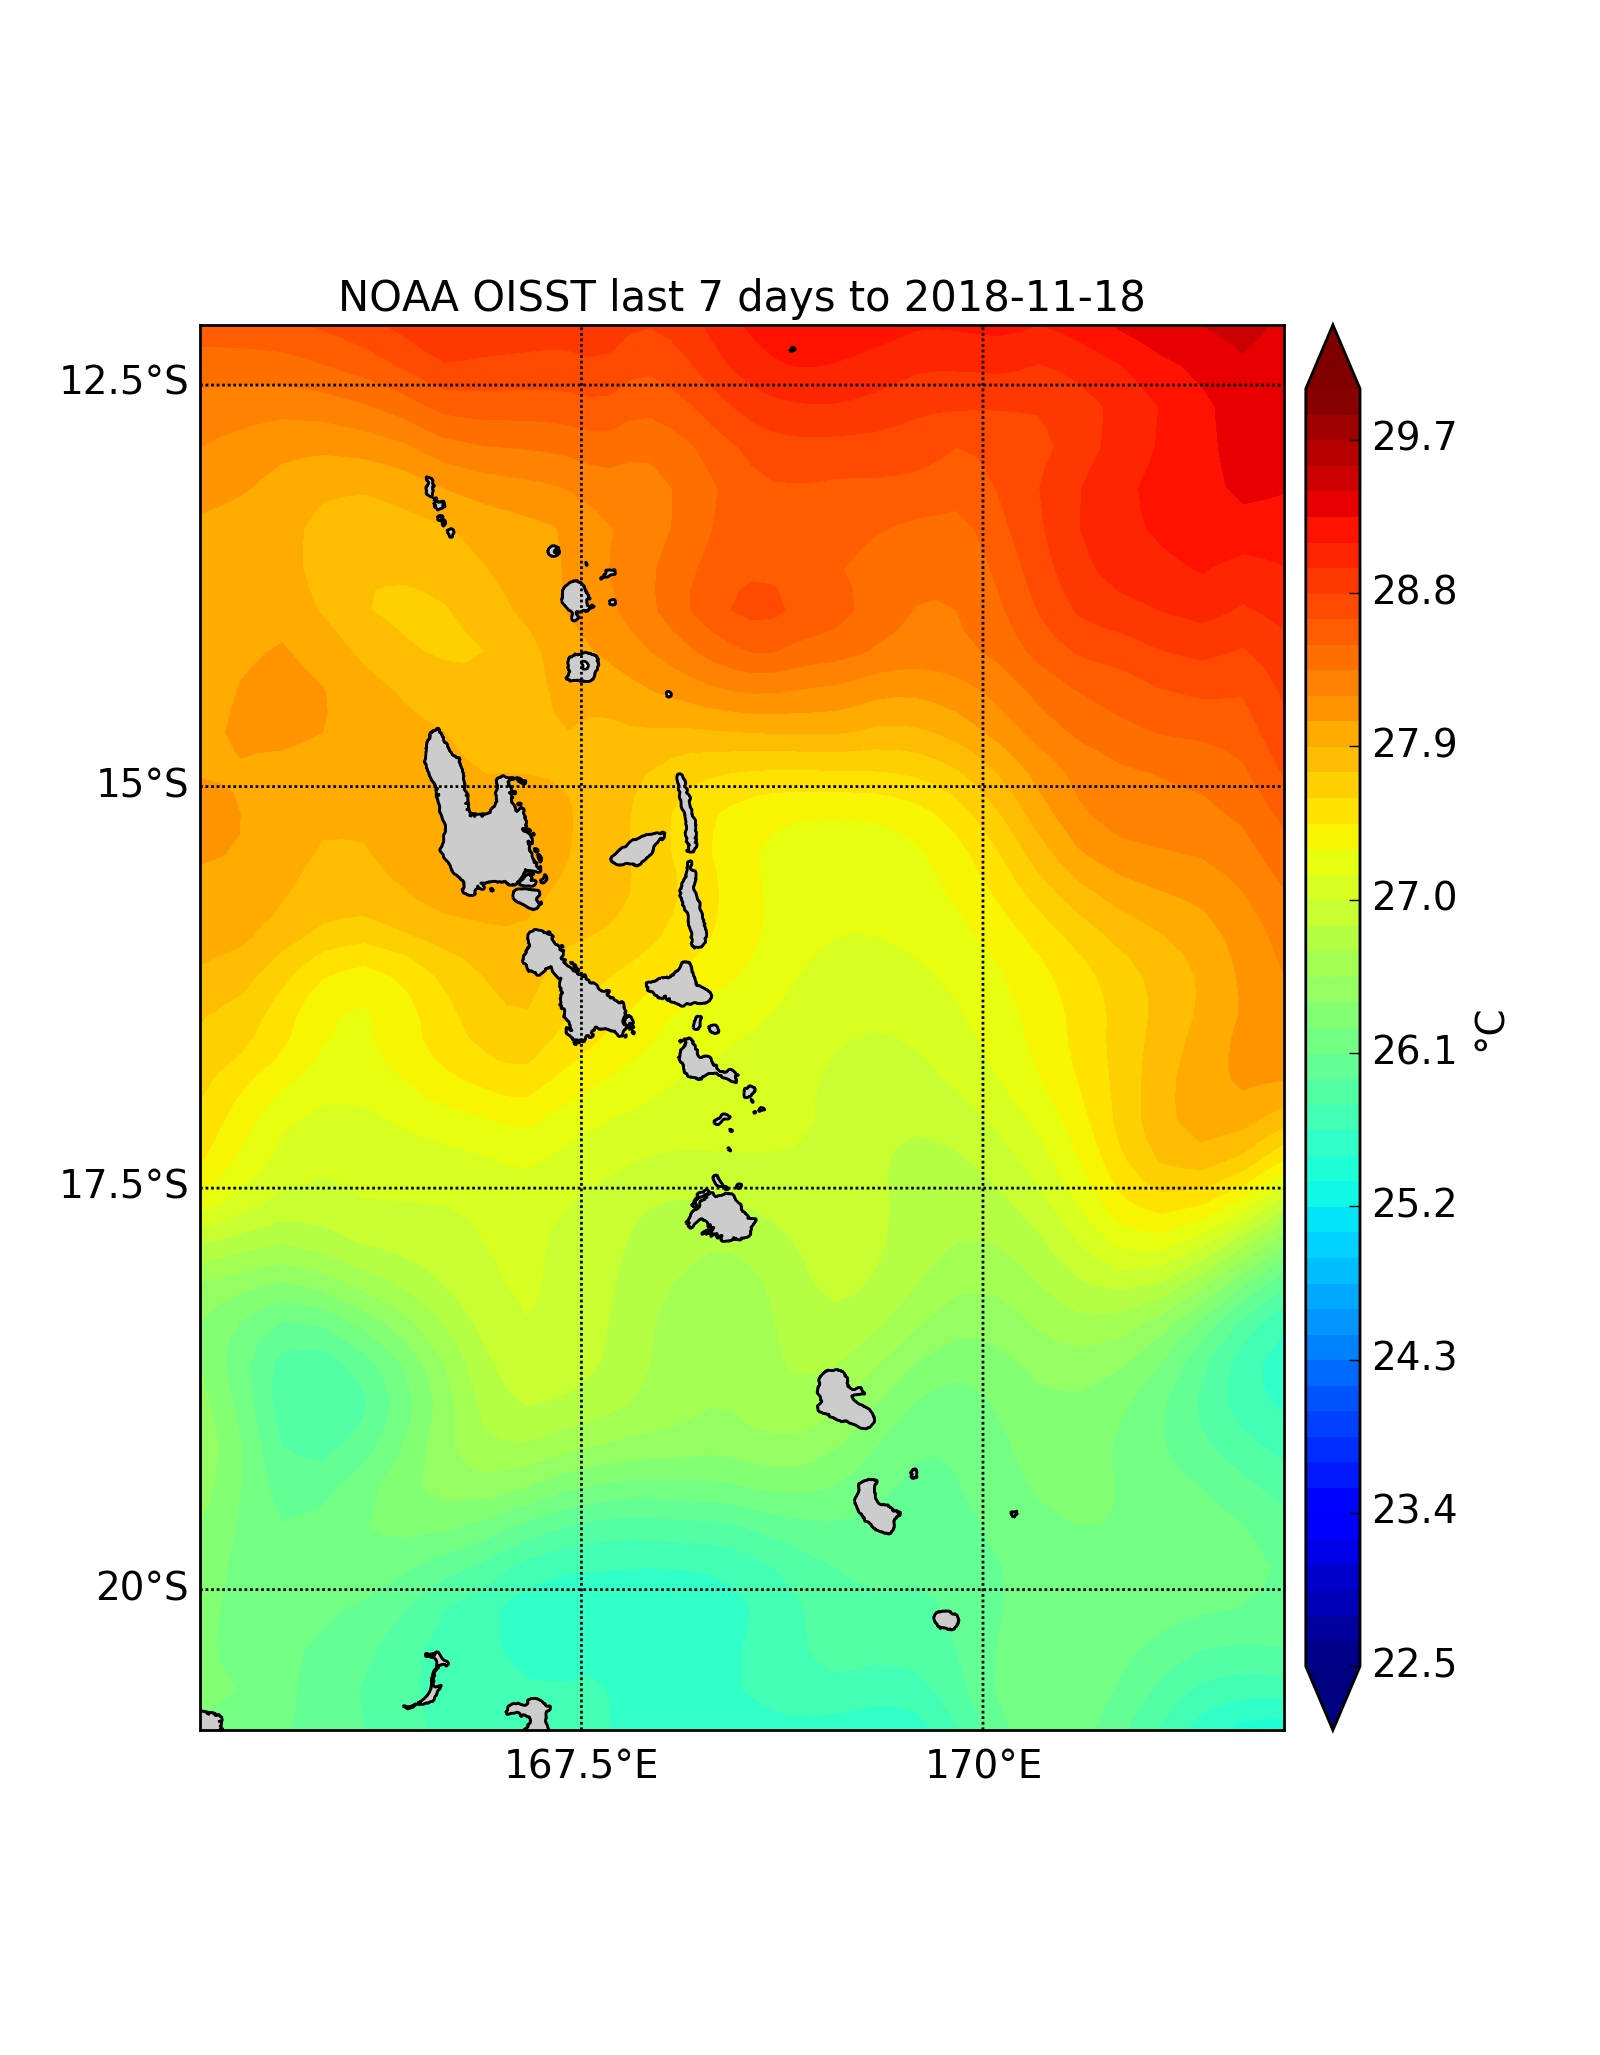 NOAA OISST last 7 days to 2018-11-18
12.5°S
15°S
17.5°S
20°S
167.5°E
170°E
29.7
28.8
27.9
27.0
26.1
25.2
24.3
23.4
22.5
°C